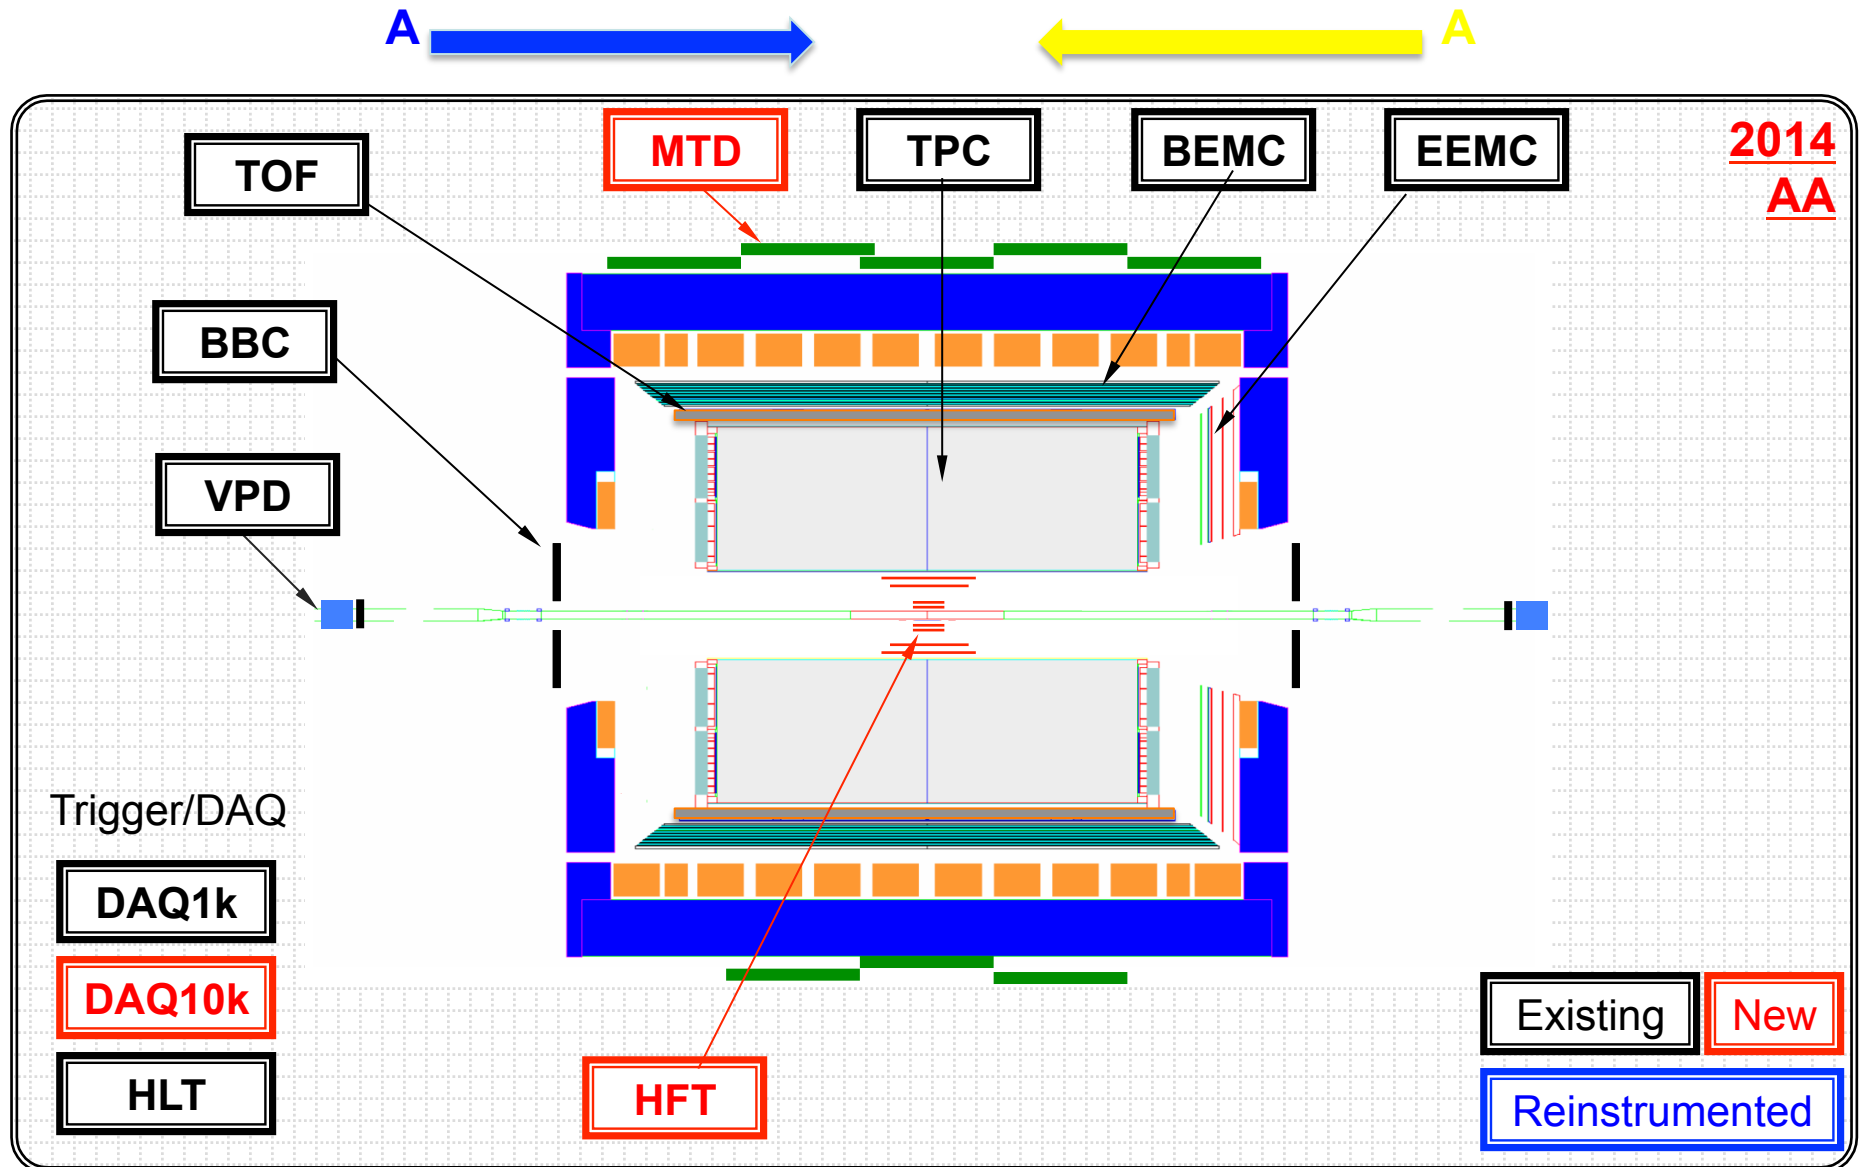 A
A
MTD
TPC
BEMC
EEMC
2014
AA
TOF
BBC
VPD
Trigger/DAQ
DAQ1k
DAQ10k
HLT
HFT
Existing
New
Reinstrumented